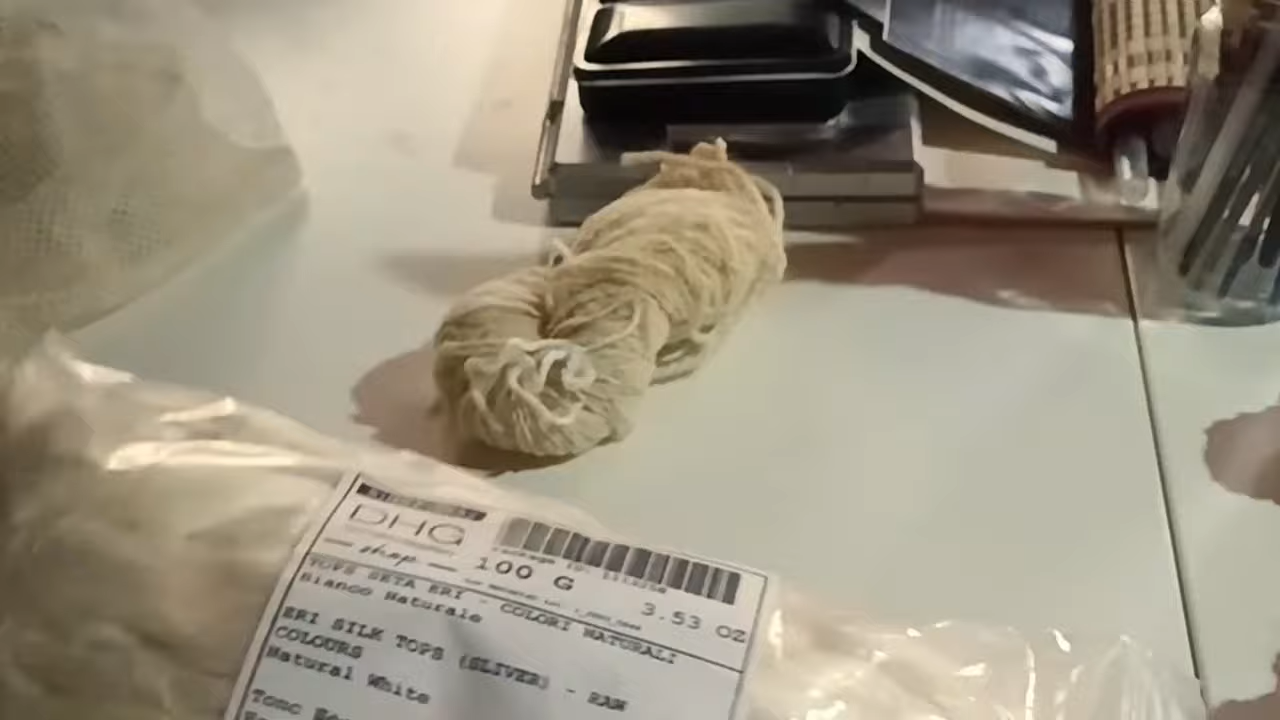 DHG
shop
100 G
3.53 OZ
TOPS SETA ERI - COLORI NATURALI
Bianco Naturale
ERI SILK TOPS (SLIVER) - RAW
COLOURS
Natural White